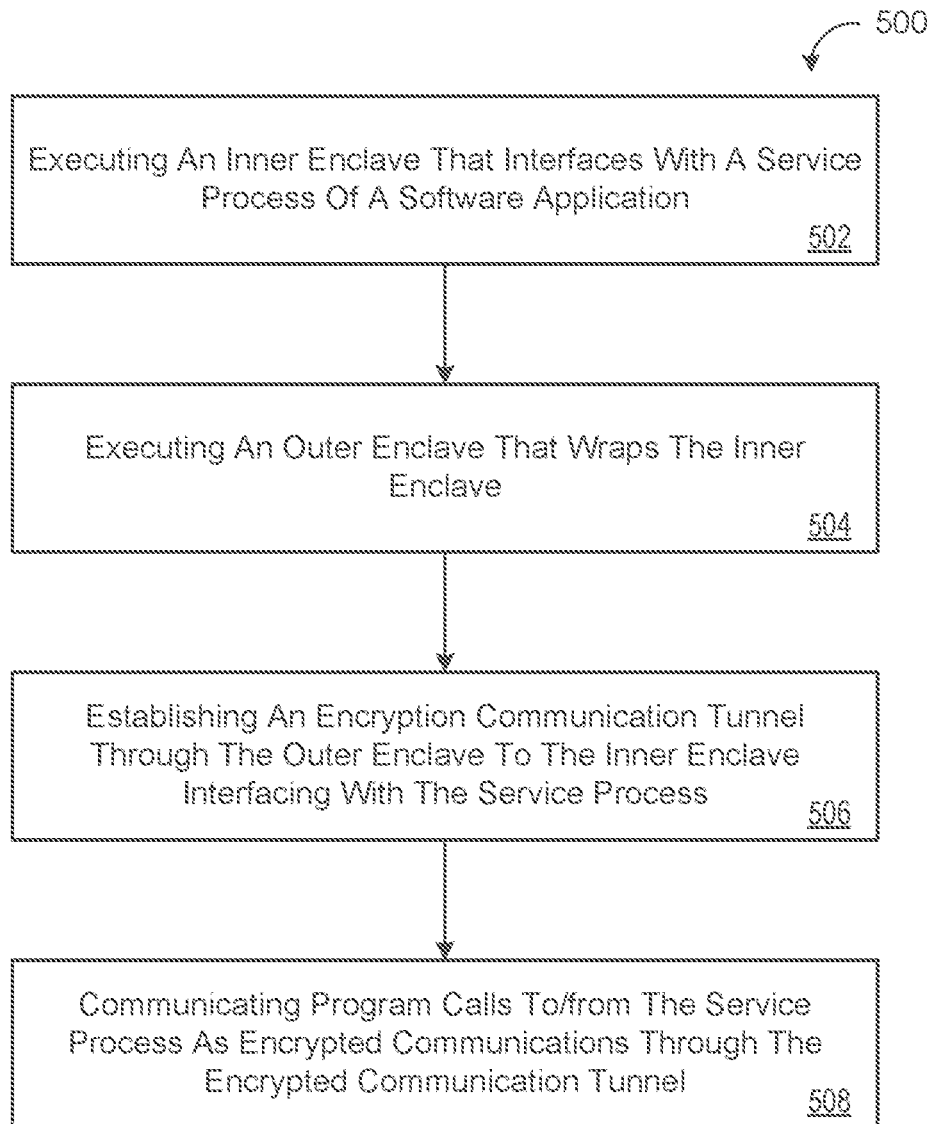 500
Executing An Inner Enclave That Interfaces With A Service
Process Of A Software Application
502
Executing An Outer Enclave That Wraps The Inner
Enclave
504
Establishing An Encryption Communication Tunnel
Through The Outer Enclave To The Inner Enclave
Interfacing With The Service Process
506
Communicating Program Calls To/from The Service
Process As Encrypted Communications Through The
Encrypted Communication Tunnel
508